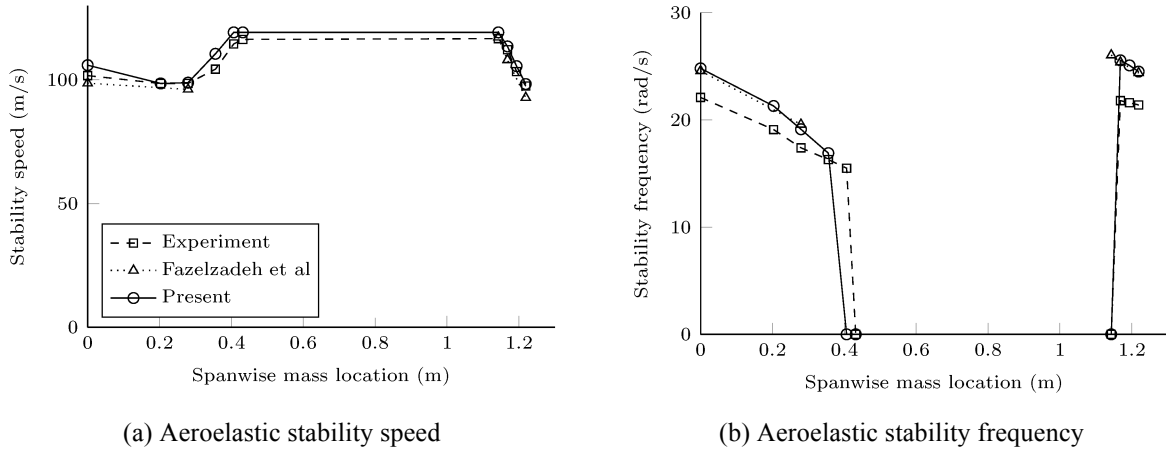 Stability speed (m/s)
100
50
0
Experiment
Fazelzadeh et al
Present
0 0.2 0.4 0.6 0.8 1 1.2
Spanwise mass location (m)
(a) Aeroelastic stability speed
Stability frequency (rad/s)
30
20
10
0
0 0.2 0.4 0.6 0.8 1 1.2
Spanwise mass location (m)
(b) Aeroelastic stability frequency